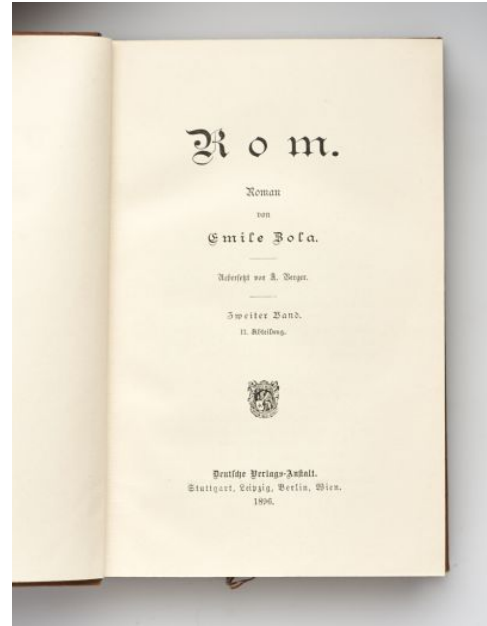 Rom.
Roman
von
Emile Zola.
Uebersetzt von A. Berger.
Zweiter Band.
II. Abteilung.
Deutsche Verlags-Anstalt.
Stuttgart, Leipzig, Berlin, Wien.
1896.